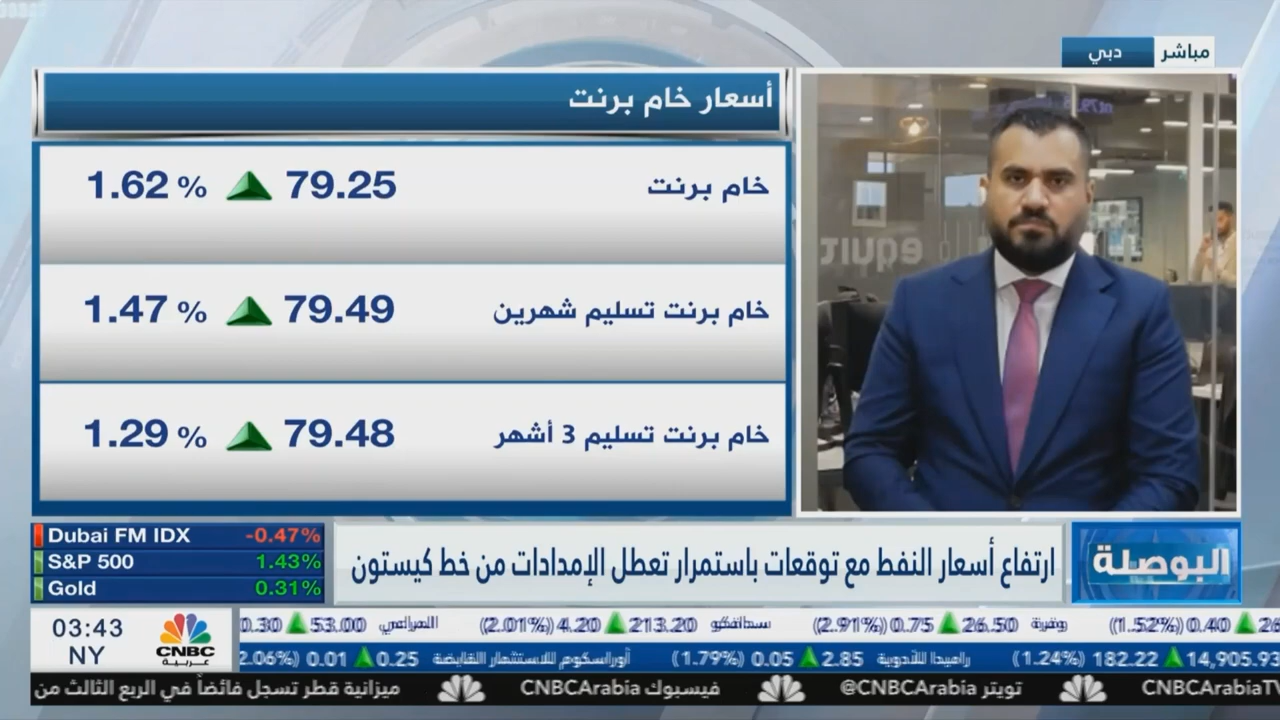 مباشر دبي
أسعار خام برنت
خام برنت 79.25 1.62 %
خام برنت تسليم شهرين 79.49 1.47 %
خام برنت تسليم 3 أشهر 79.48 1.29 %
equiti
البوصلة
ارتفاع أسعار النفط مع توقعات باستمرار تعطل الإمدادات من خط كيستون
Dubai FM IDX -0.47%
S&P 500 1.43%
Gold 0.31%
03:43
NY
CNBC
عربية
(1.52%) 0.40 وفرة 26.50 0.75 (2.91%) سدافكو 213.20 4.20 (2.01%) المراعي 53.00 0.30
14,905.93 182.22 (1.24%) راميدا للأدوية 2.85 0.05 (1.79%) أوراسكوم للاستثمار القابضة 0.25 0.01 2.06%)
CNBCArabiaTV تويتر @CNBCArabia فيسبوك CNBCArabia ميزانية قطر تسجل فائضاً في الربع الثالث من